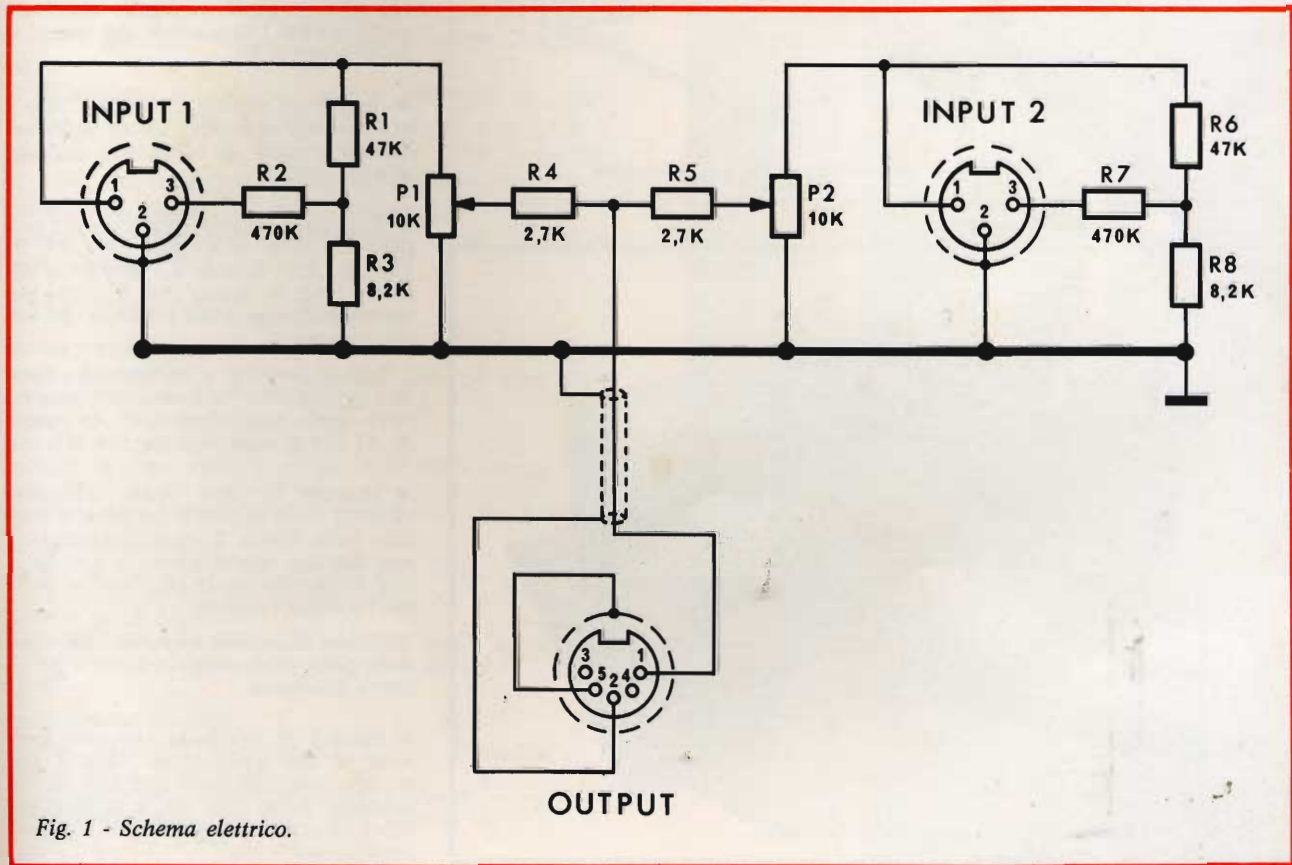 INPUT 1
1
3
2
R2
470K
R1
47K
R3
8,2K
P1
10K
R4
2,7K
R5
2,7K
P2
10K
INPUT 2
1
3
2
R7
470K
R6
47K
R8
8,2K
3
1
5
2
4
OUTPUT
Fig. 1 - Schema elettrico.